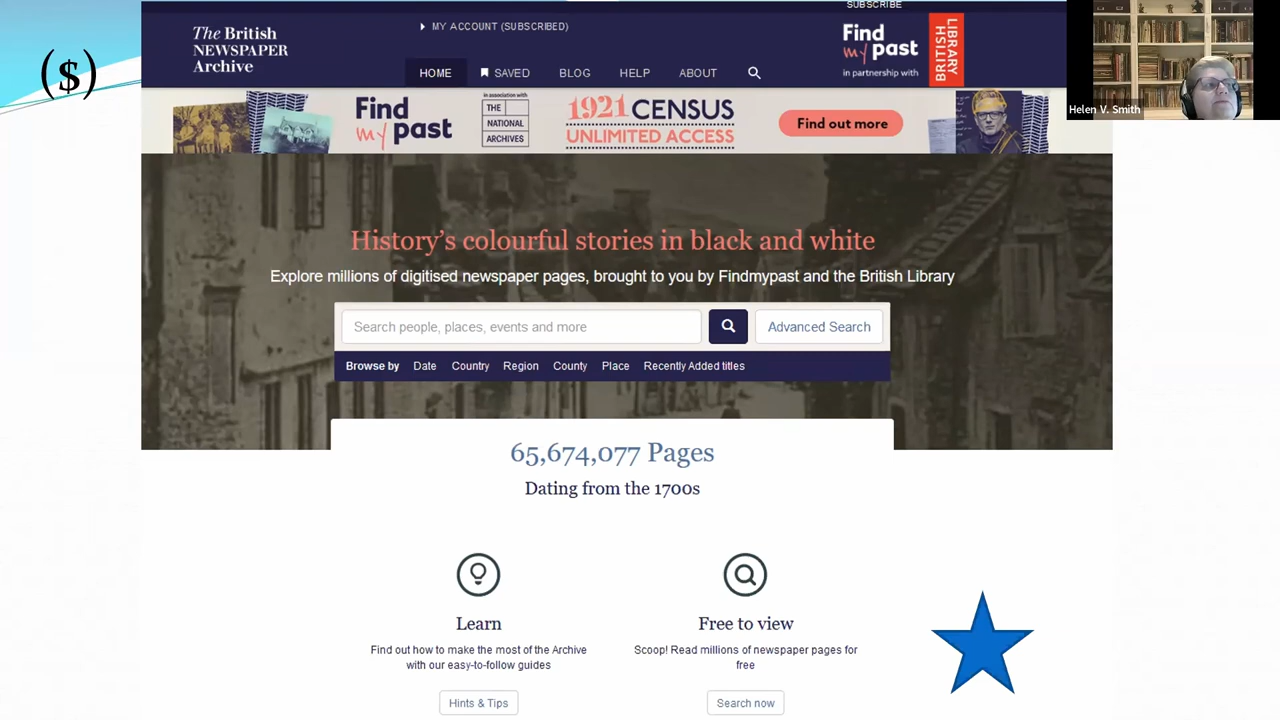 ($)
SUBSCRIBE
The British
NEWSPAPER
Archive
MY ACCOUNT (SUBSCRIBED)
HOME
SAVED
BLOG
HELP
ABOUT
Find
my past
in partnership with
BRITISH
LIBRARY
Helen V. Smith
Find
my past
in association with
THE
NATIONAL
ARCHIVES
1921 CENSUS
UNLIMITED ACCESS
Find out more
History's colourful stories in black and white
Explore millions of digitised newspaper pages, brought to you by Findmypast and the British Library
Search people, places, events and more
Advanced Search
Browse by Date Country Region County Place Recently Added titles
65,674,077 Pages
Dating from the 1700s
Learn
Find out how to make the most of the Archive
with our easy-to-follow guides
Hints & Tips
Free to view
Scoop! Read millions of newspaper pages for
free
Search now